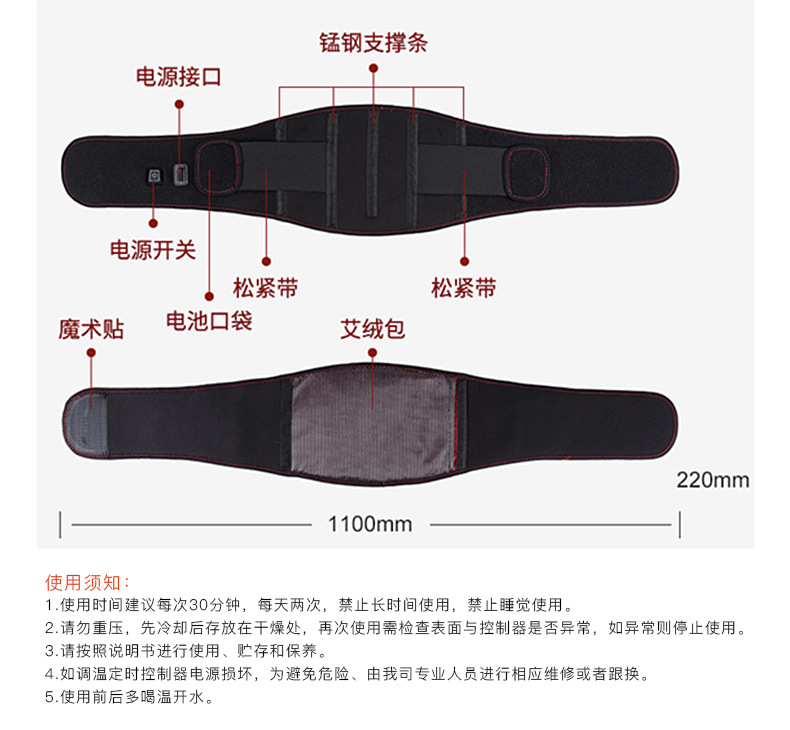 锰钢支撑条
电源接口
电源开关
松紧带
松紧带
电池口袋
魔术贴
艾绒包
220mm
1100mm
使用须知：
1.使用时间建议每次30分钟，每天两次，禁止长时间使用，禁止睡觉使用。
2.请勿重压，先冷却后存放在干燥处，再次使用需检查表面与控制器是否异常，如异常则停止使用。
3.请按照说明书进行使用、贮存和保养。
4.如调温定时控制器电源损坏，为避免危险、由我司专业人员进行相应维修或者跟换。
5.使用前后多喝温开水。